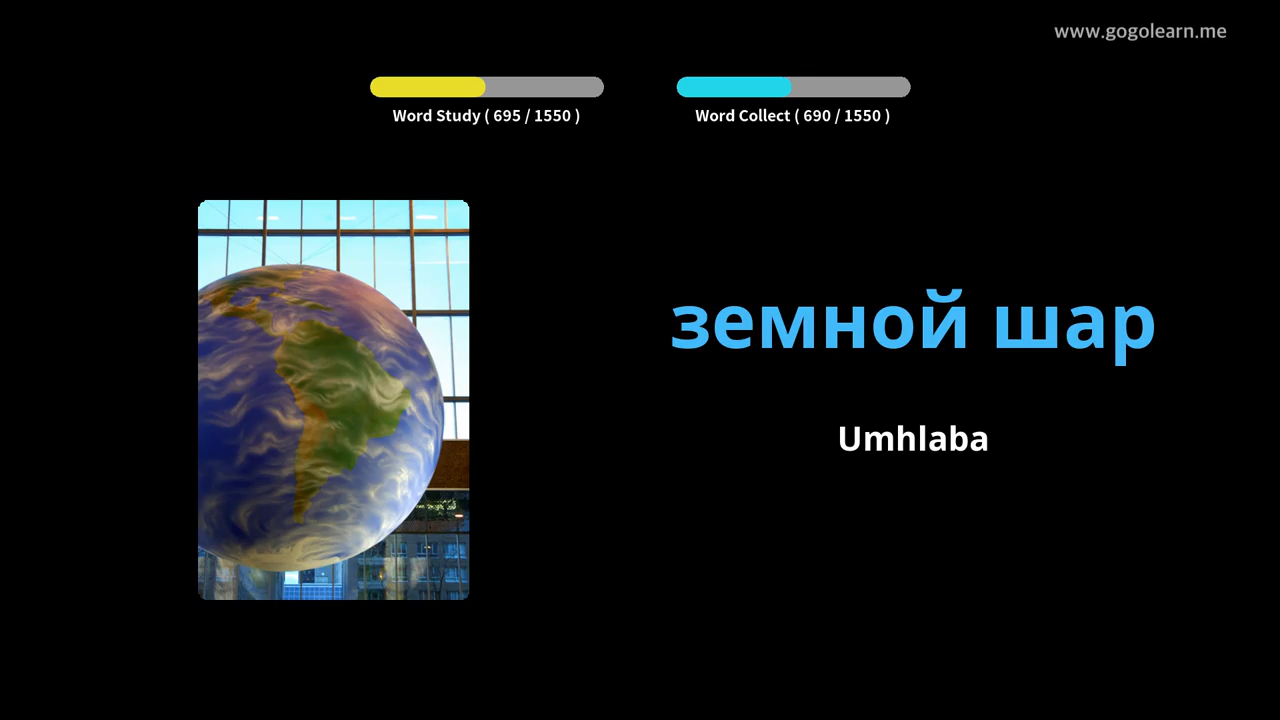 www.gogolearn.me
Word Study ( 695 / 1550 )
Word Collect ( 690 / 1550 )
земной шар
Umhlaba